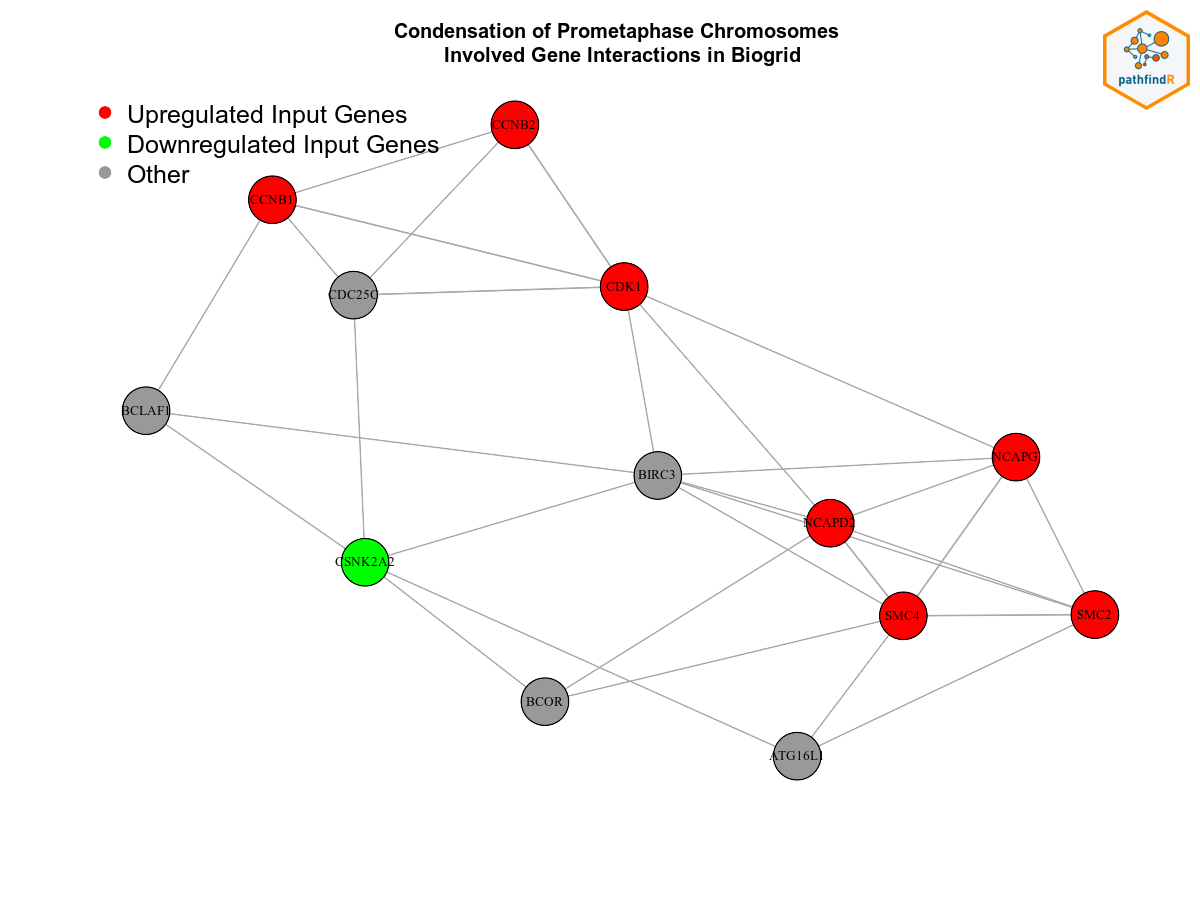 Condensation of Prometaphase Chromosomes
Involved Gene Interactions in Biogrid
pathfindR
Upregulated Input Genes
Downregulated Input Genes
Other
CCNB2
CCNB1
CDC25C
CDK1
BCLAF1
BIRC3
NCAPG
NCAPD2
CSNK2A2
SMC4
SMC2
BCOR
ATG16L1